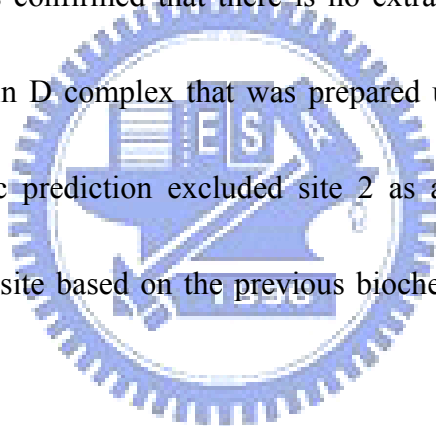 confirmed that there is no extra
n D complex that was prepared u
c prediction excluded site 2 as a
site based on the previous bioche
E S A
1896